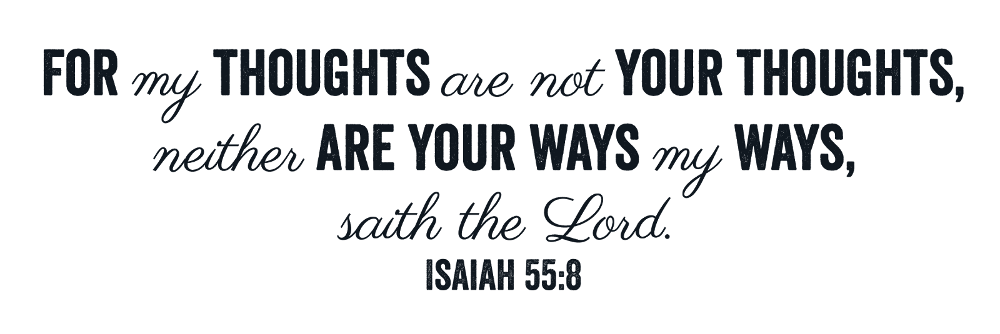 FOR my THOUGHTS are not YOUR THOUGHTS,
neither ARE YOUR WAYS my WAYS,
saith the Lord.
ISAIAH 55:8